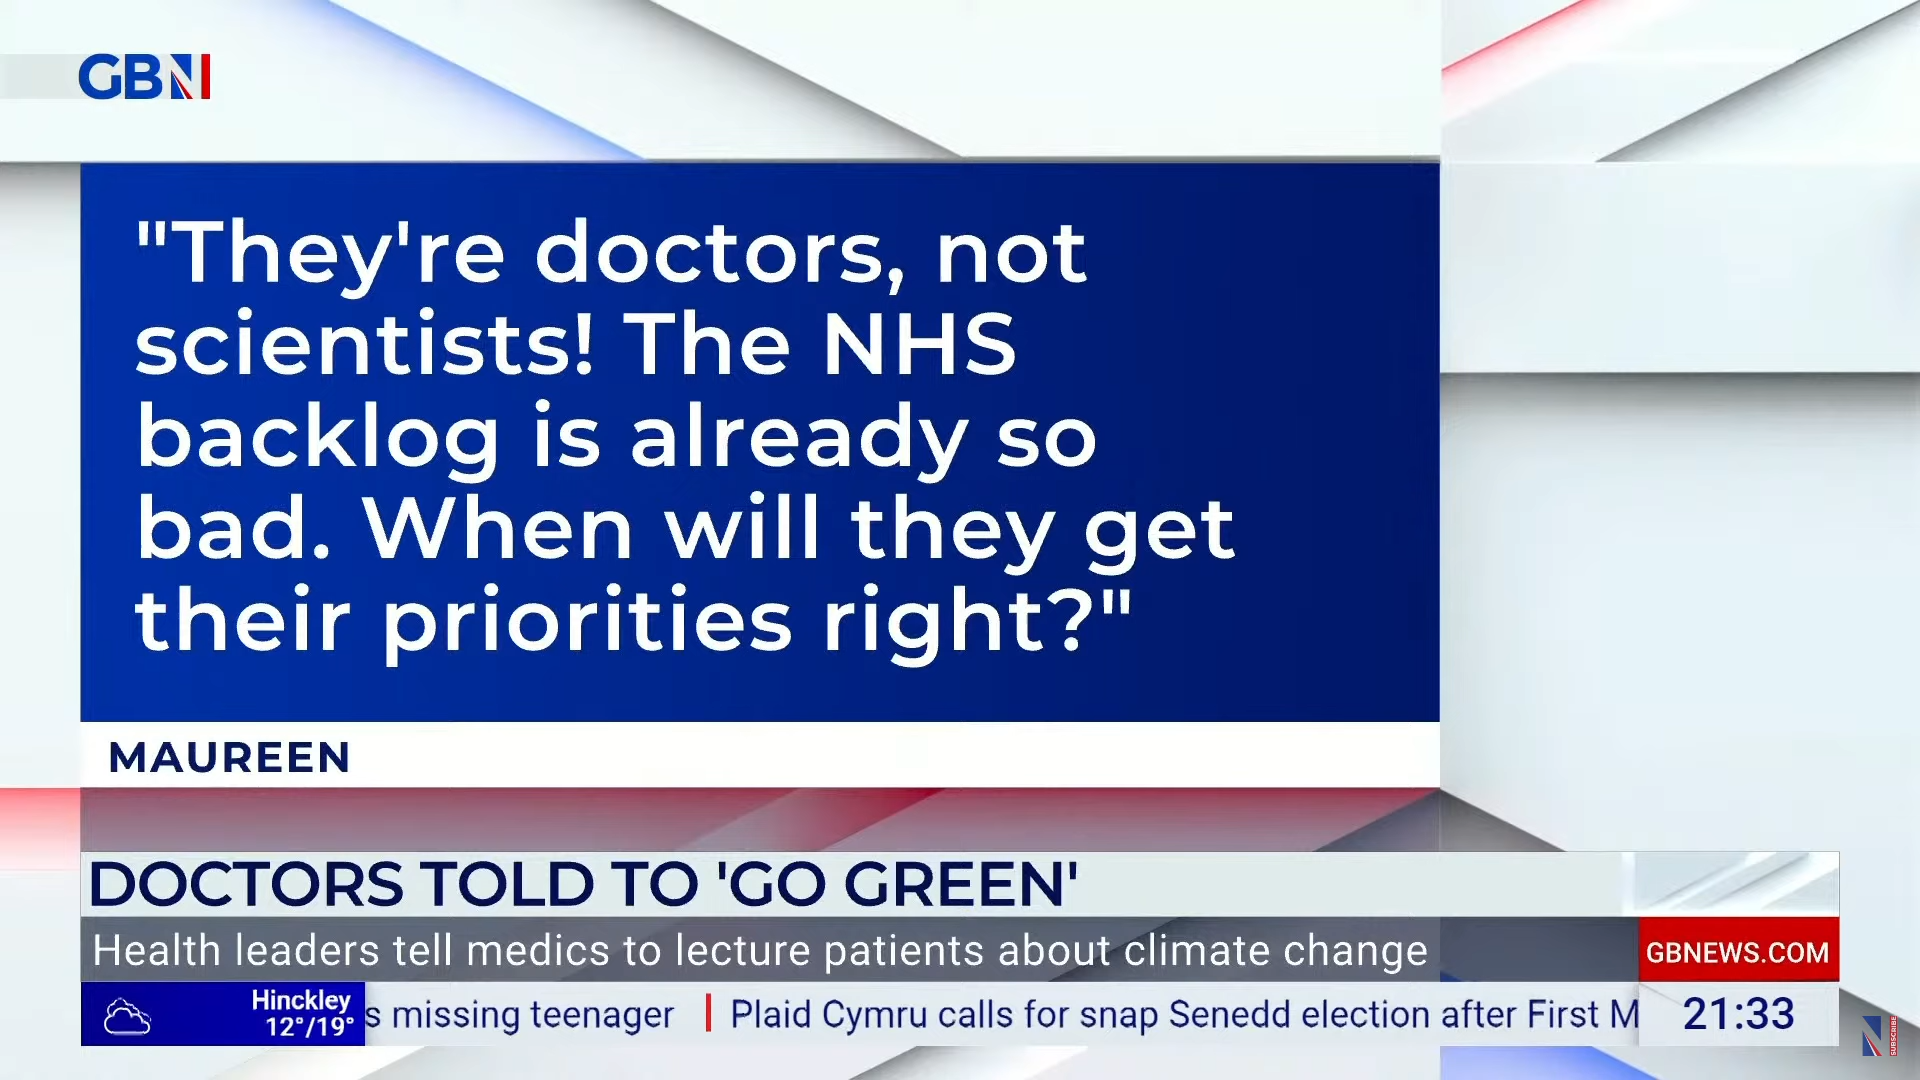 GBN
"They're doctors, not
scientists! The NHS
backlog is already so
bad. When will they get
their priorities right?"
MAUREEN
DOCTORS TOLD TO 'GO GREEN'
Health leaders tell medics to lecture patients about climate change
GBNEWS.COM
Hinckley
12°/19°
s missing teenager | Plaid Cymru calls for snap Senedd election after First M
21:33
SUBSCRIBE